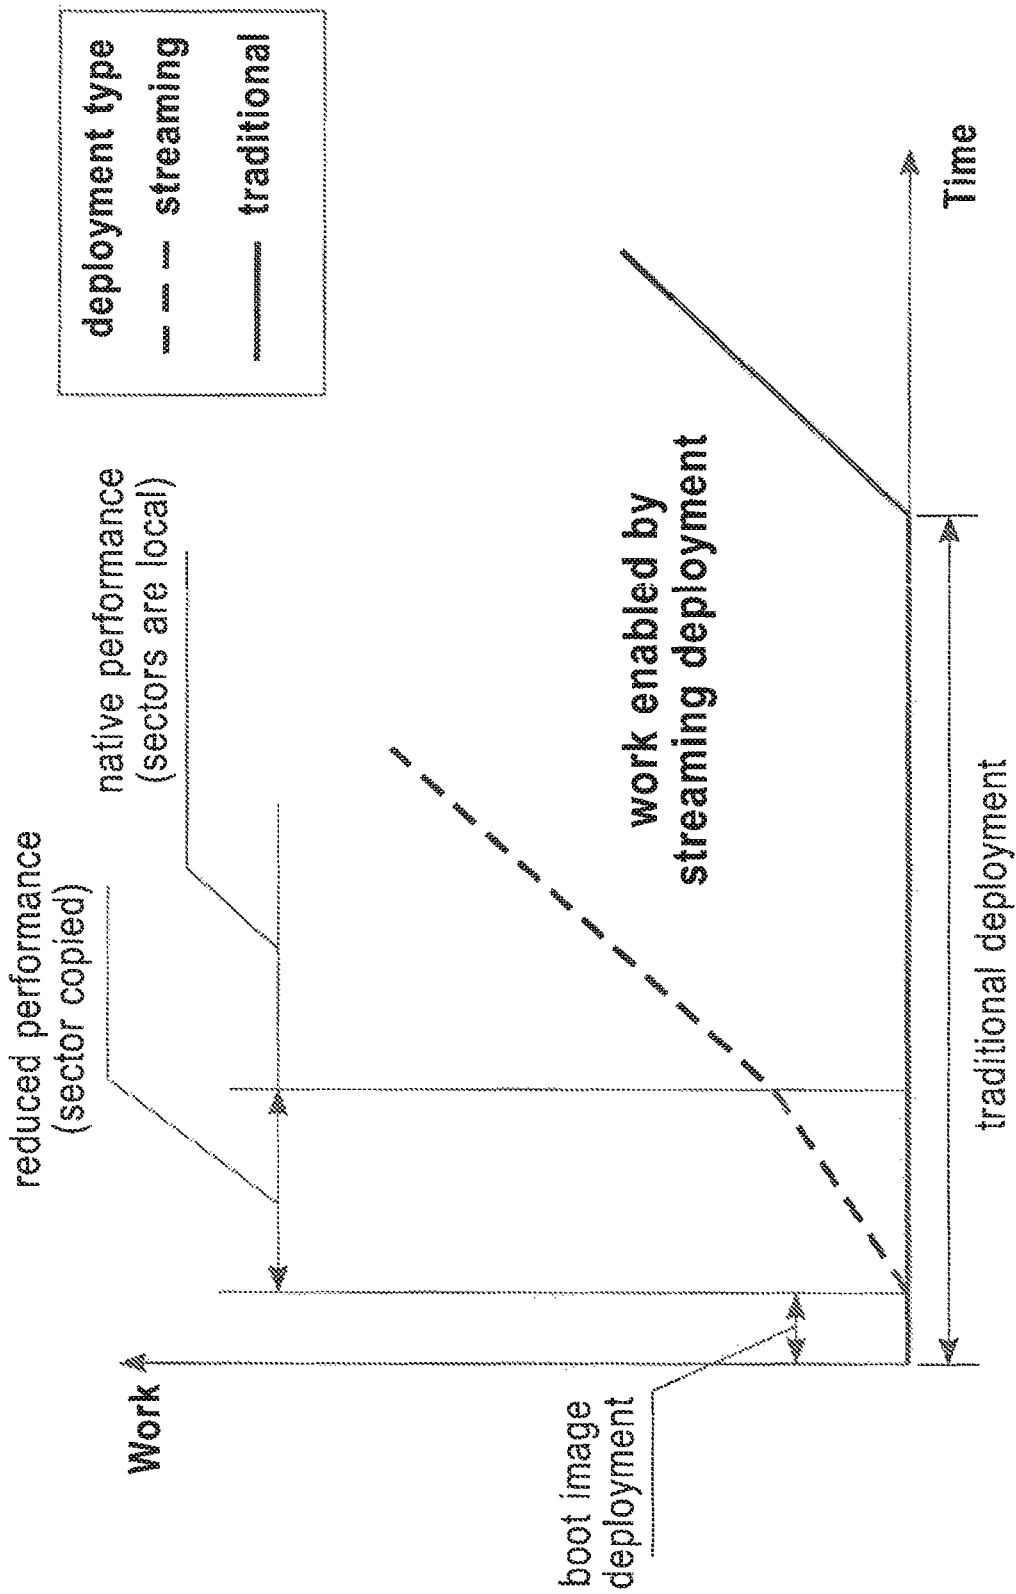 reduced performance
(sector copied)
native performance
(sectors are local)
deployment type
streaming
traditional
Work
work enabled by
streaming deployment
boot image
deployment
Time
traditional deployment